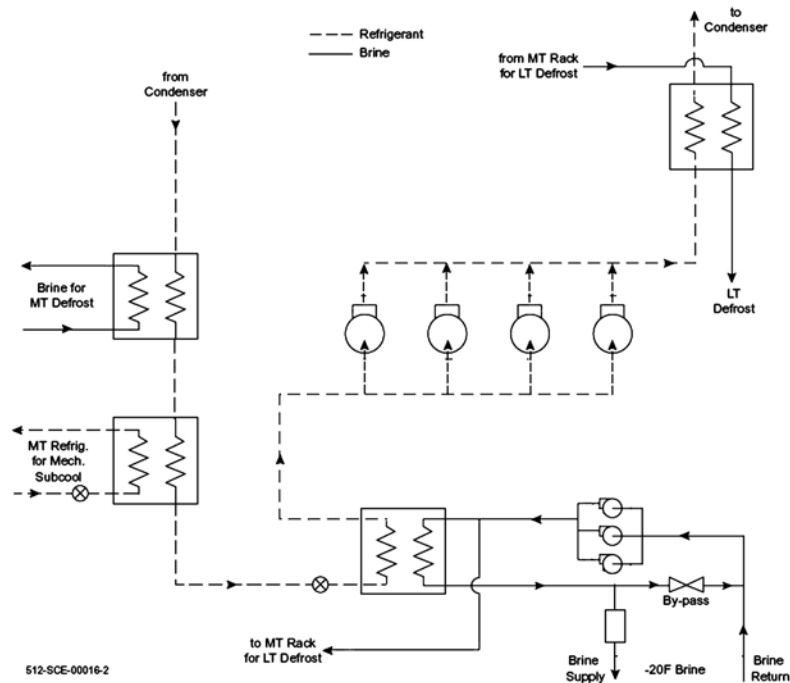 Refrigerant
Brine
to
Condenser
from MT Rack
for LT Defrost
from
Condenser
Brine for
MT Defrost
LT
Defrost
MT Refrig.
for Mech.
Subcool
By-pass
to MT Rack
for LT Defrost
Brine
Supply
-20F Brine
Brine
Return
512-SCE-00016-2